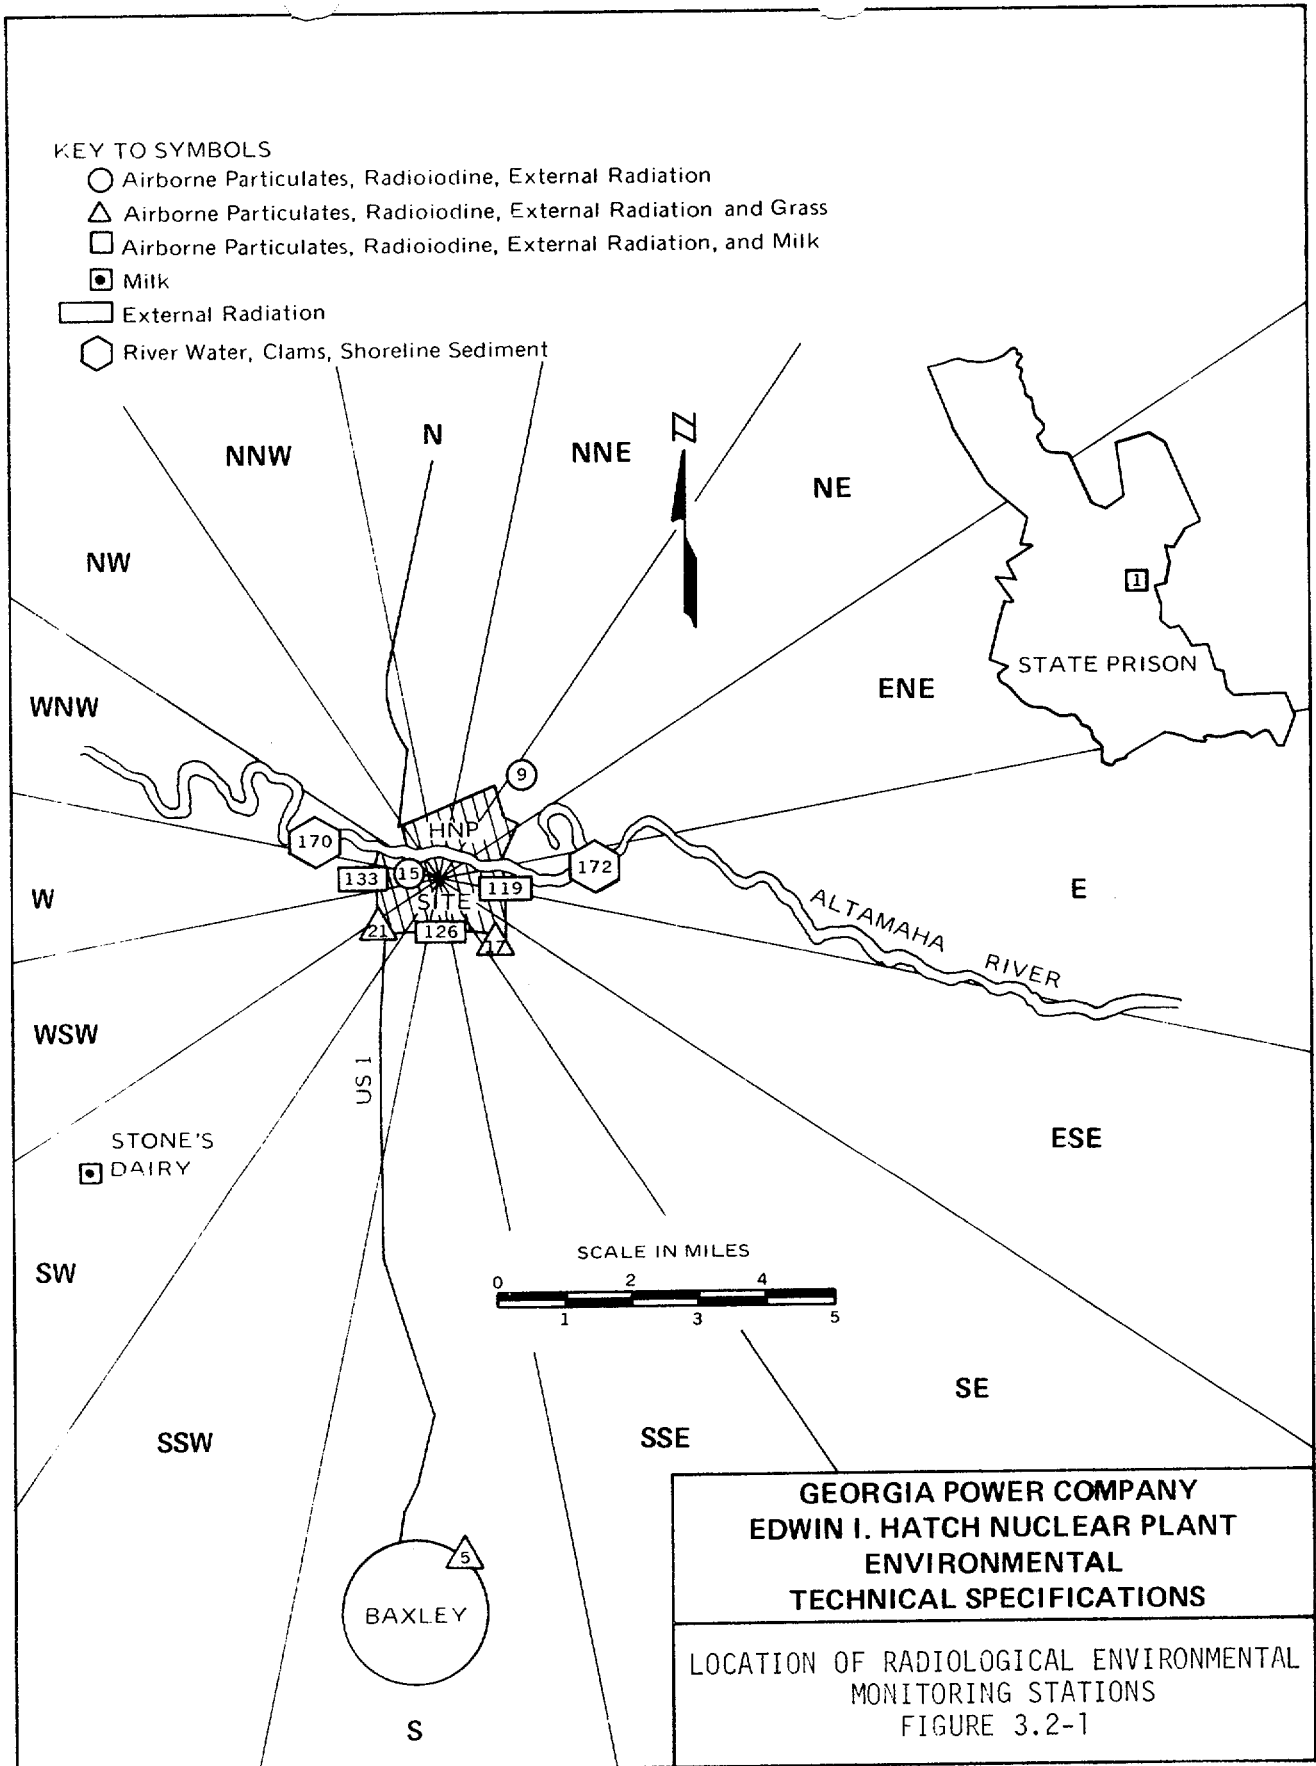 KEY TO SYMBOLS
Airborne Particulates, Radioiodine, External Radiation
Airborne Particulates, Radioiodine, External Radiation and Grass
Airborne Particulates, Radioiodine, External Radiation, and Milk
Milk
External Radiation
River Water, Clams, Shoreline Sediment
N
NNW
N
NNE
NE
NW
1
STATE PRISON
ENE
WNW
9
HNP
170
172
15
133
119
SITE
W
E
21
126
17
ALTAMAHA
RIVER
WSW
US 1
STONE'S
DAIRY
ESE
SCALE IN MILES
0 2 4
1 3 5
SW
SE
SSW
SSE
5
BAXLEY
S
GEORGIA POWER COMPANY
EDWIN I. HATCH NUCLEAR PLANT
ENVIRONMENTAL
TECHNICAL SPECIFICATIONS
LOCATION OF RADIOLOGICAL ENVIRONMENTAL
MONITORING STATIONS
FIGURE 3.2-1